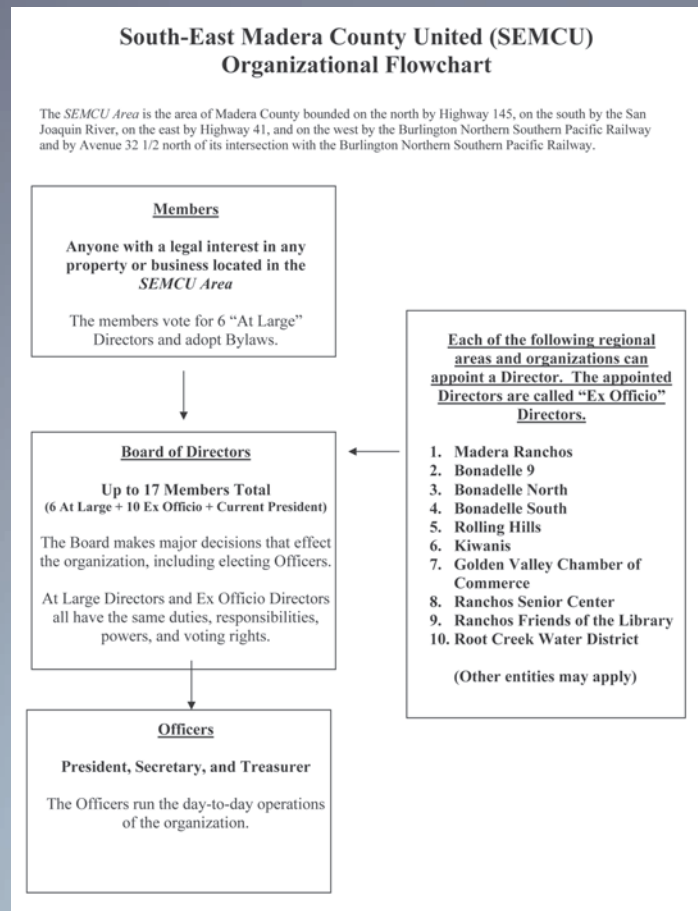 South-East Madera County United (SEMCU)
Organizational Flowchart
The SEMCU Area is the area of Madera County bounded on the north by Highway 145, on the south by the San
Joaquin River, on the east by Highway 41, and on the west by the Burlington Northern Southern Pacific Railway
and by Avenue 32 1/2 north of its intersection with the Burlington Northern Southern Pacific Railway.
Members
Anyone with a legal interest in any
property or business located in the
SEMCU Area
The members vote for 6 “At Large”
Directors and adopt Bylaws.
Board of Directors
Up to 17 Members Total
(6 At Large + 10 Ex Officio + Current President)
The Board makes major decisions that effect
the organization, including electing Officers.
At Large Directors and Ex Officio Directors
all have the same duties, responsibilities,
powers, and voting rights.
Officers
President, Secretary, and Treasurer
The Officers run the day-to-day operations
of the organization.
Each of the following regional
areas and organizations can
appoint a Director. The appointed
Directors are called “Ex Officio”
Directors.
1. Madera Ranchos
2. Bonadelle 9
3. Bonadelle North
4. Bonadelle South
5. Rolling Hills
6. Kiwanis
7. Golden Valley Chamber of
Commerce
8. Ranchos Senior Center
9. Ranchos Friends of the Library
10. Root Creek Water District
(Other entities may apply)